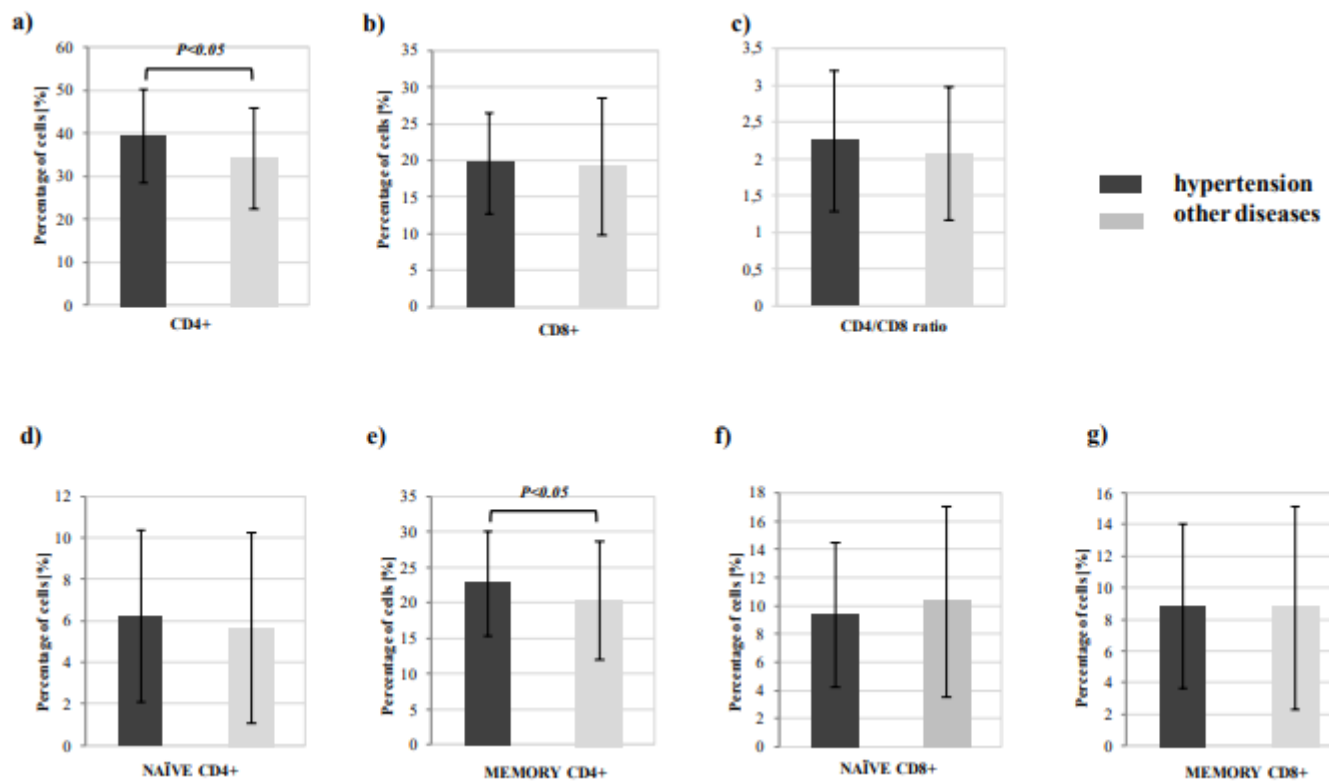 a)
P<0.05
60
50
40
30
20
10
0
Percentage of cells [%]
CD4+
b)
35
30
25
20
15
10
5
0
Percentage of cells [%]
CD8+
c)
3,5
3
2,5
2
1,5
1
0,5
0
Percentage of cells [%]
CD4/CD8 ratio
hypertension
other diseases
d)
12
10
8
6
4
2
0
Percentage of cells [%]
NAÏVE CD4+
e)
P<0.05
35
30
25
20
15
10
5
0
Percentage of cells [%]
MEMORY CD4+
f)
18
16
14
12
10
8
6
4
2
0
Percentage of cells [%]
NAÏVE CD8+
g)
16
14
12
10
8
6
4
2
0
Percentage of cells [%]
MEMORY CD8+